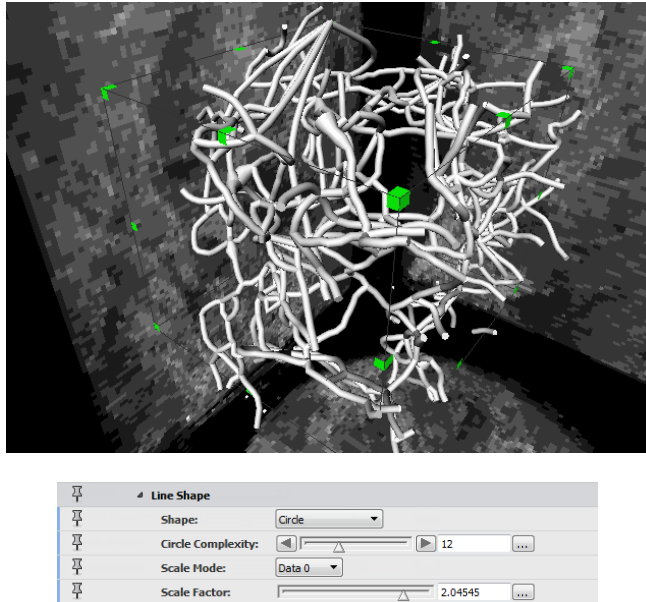 Line Shape
Shape: Circle
Circle Complexity: 12 ...
Scale Mode: Data 0
Scale Factor: 2.04545 ...